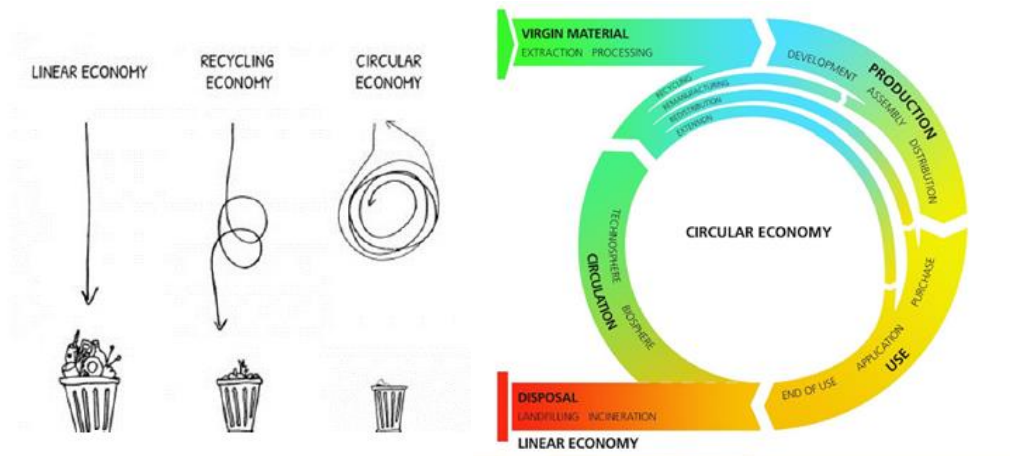 LINEAR ECONOMY
RECYCLING
ECONOMY
CIRCULAR
ECONOMY
VIRGIN MATERIAL
EXTRACTION PROCESSING
DEVELOPMENT
ASSEMBLY
DISTRIBUTION
PRODUCTION
RECYCLING
REMANUFACTURING
REDISTRIBUTION
EXTENSION
CIRCULAR ECONOMY
TECHNOSPHERE
BIOSPHERE
CIRCULATION
PURCHASE
APPLICATION
END OF USE
USE
DISPOSAL
LANDFILLING INCINERATION
LINEAR ECONOMY